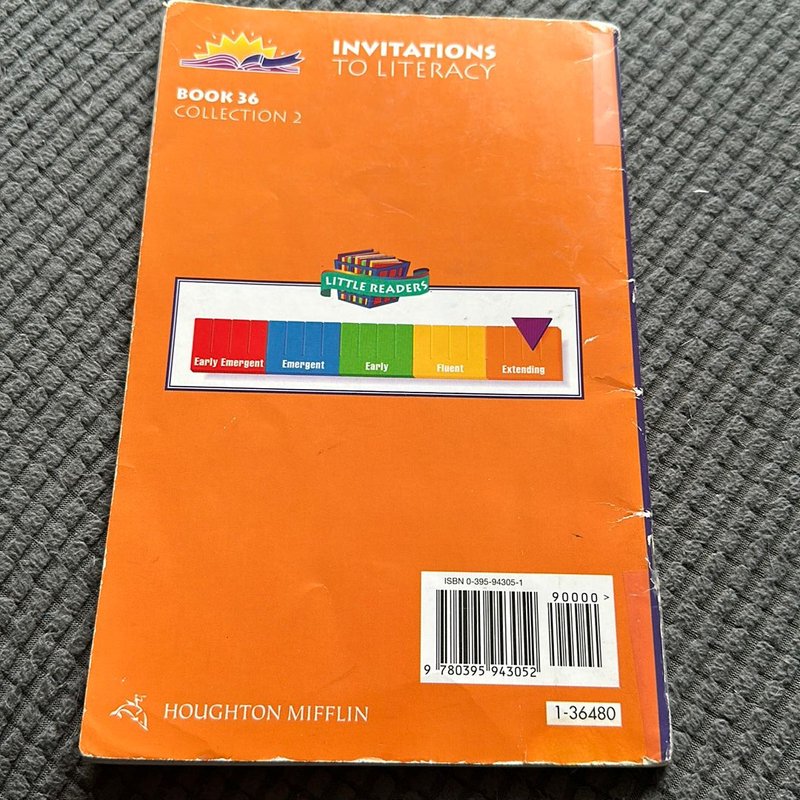 INVITATIONS
TO LITERACY
BOOK 36
COLLECTION 2
LITTLE READERS
Early Emergent
Emergent
Early
Fluent
Extending
ISBN 0-395-94305-1
90000 >
9 780395 943052
HOUGHTON MIFFLIN
1-36480